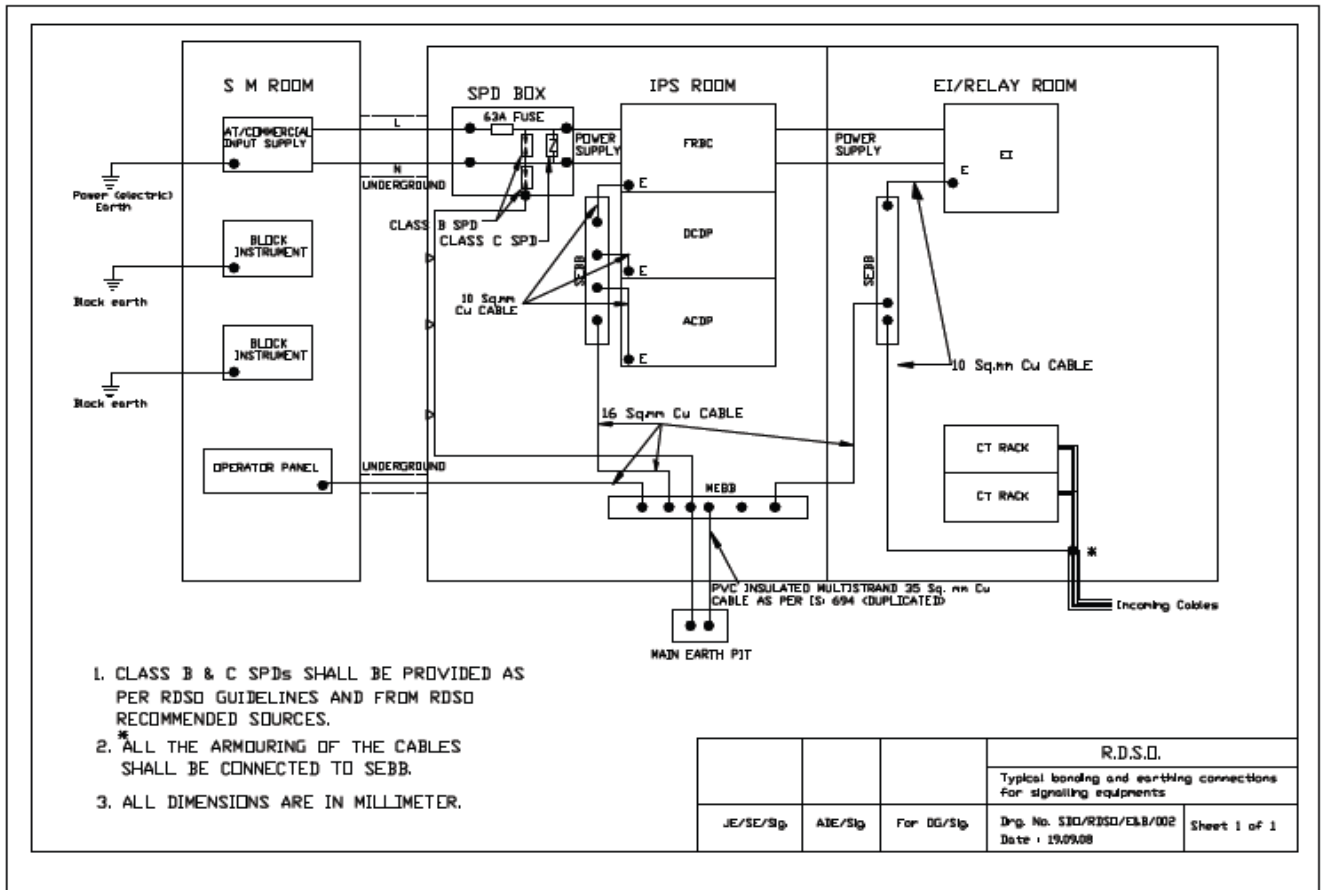 S M ROOM
IPS ROOM
EI/RELAY ROOM
SPD BOX
63A FUSE
AT/COMMERCIAL
INPUT SUPPLY
L
N
UNDERGROUND
POWER
SUPPLY
FRBC
POWER
SUPPLY
EI
E
E
Power (electric)
Earth
CLASS B SPD
CLASS C SPD
BLOCK
INSTRUMENT
Block earth
DCDP
E
SEBB
SEBB
10 Sq.mm
Cu CABLE
ACDP
E
BLOCK
INSTRUMENT
Block earth
10 Sq.mm Cu CABLE
16 Sq.mm Cu CABLE
OPERATOR PANEL
UNDERGROUND
MEBB
CT RACK
CT RACK
*
PVC INSULATED MULTISTRAND 35 Sq. mm Cu
CABLE AS PER IS: 694 (DUPLICATED)
Incoming Cables
MAIN EARTH PIT
1. CLASS B & C SPDs SHALL BE PROVIDED AS
PER RDSO GUIDELINES AND FROM RDSO
RECOMMENDED SOURCES.
*
2. ALL THE ARMOURING OF THE CABLES
SHALL BE CONNECTED TO SEBB.
3. ALL DIMENSIONS ARE IN MILLIMETER.
R.D.S.O.
Typical bonding and earthing connections
for signalling equipments
JE/SE/Sig.
ADE/Sig
For DG/Sig.
Drg. No. SDO/RDSO/E&B/002
Date : 19.09.08
Sheet 1 of 1